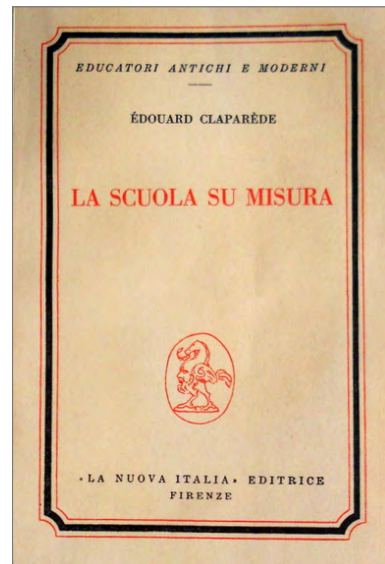 EDUCATORI ANTICHI E MODERNI
ÉDOUARD CLAPARÈDE
LA SCUOLA SU MISURA
«LA NUOVA ITALIA» EDITRICE
FIRENZE